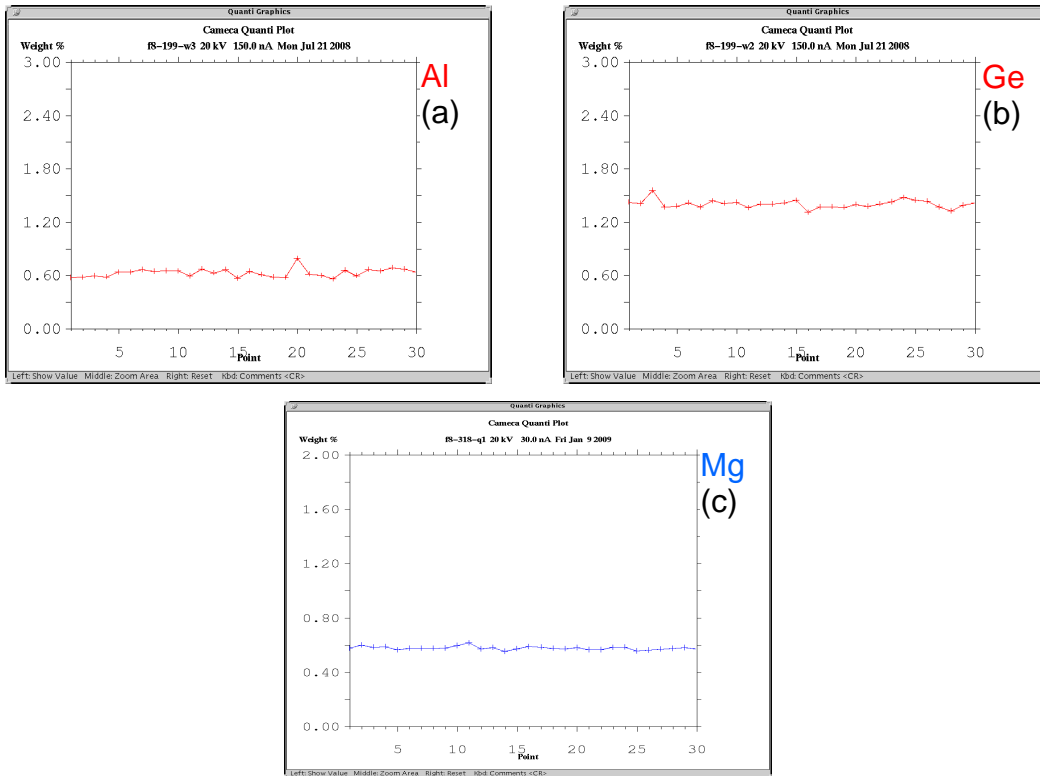 Quanti Graphics
Cameca Quanti Plot
Weight %
f8-199-w3 20 kV 150.0 nA Mon Jul 21 2008
3.00
2.40
1.80
1.20
0.60
0.00
5 10 15 20 25 30
Point
Left: Show Value Middle: Zoom Area Right: Reset Kbd: Comments <CR>
Al
(a)
Quanti Graphics
Cameca Quanti Plot
Weight %
f8-199-w2 20 kV 150.0 nA Mon Jul 21 2008
3.00
2.40
1.80
1.20
0.60
0.00
5 10 15 20 25 30
Point
Left: Show Value Middle: Zoom Area Right: Reset Kbd: Comments <CR>
Ge
(b)
Quanti Graphics
Cameca Quanti Plot
Weight %
f8-318-q1 20 kV 30.0 nA Fri Jan 9 2009
2.00
1.60
1.20
0.80
0.40
0.00
5 10 15 20 25 30
Point
Left: Show Value Middle: Zoom Area Right: Reset Kbd: Comments <CR>
Mg
(c)